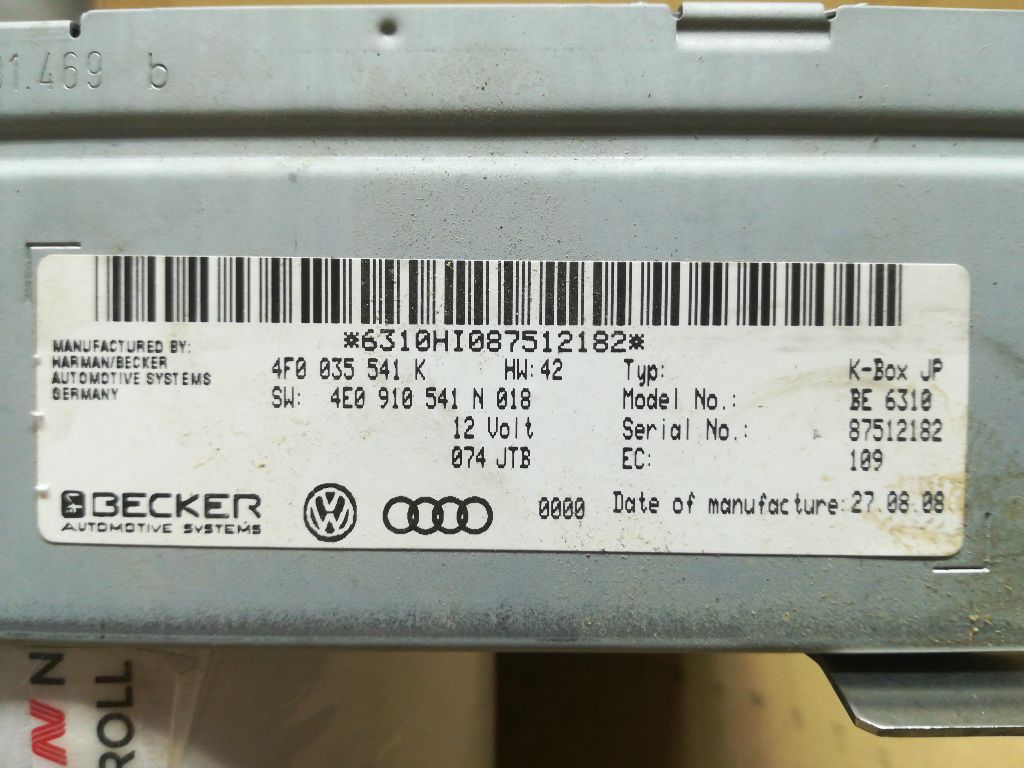 1.469 b
*6310HI087512182*
MANUFACTURED BY:
HARMAN/BECKER
AUTOMOTIVE SYSTEMS
GERMANY
4F0 035 541 K HW:42
SW: 4E0 910 541 N 018
12 Volt
074 JTB
Typ: K-Box JP
Model No.: BE 6310
Serial No.: 87512182
EC: 109
BECKER
AUTOMOTIVE SYSTEMS
0000
Date of manufacture: 27.08.08
N
ROLL